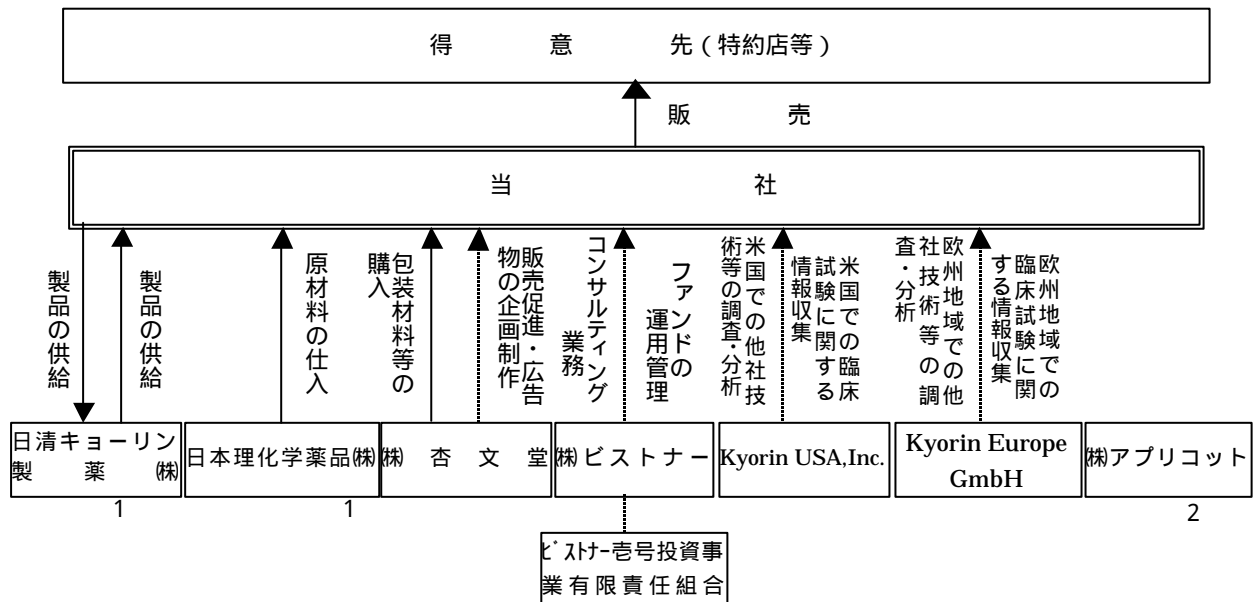 得意先(特約店等)
販売
当社
製品の供給
製品の供給
原材料の仕入
包装材料等の
購入
販売促進・広告
物の企画制作
コンサルティング
業務
ファンドの
運用管理
米国での他社技
術等の調査・分析
米国での臨床
試験に関する
情報収集
欧州地域での他
社技術等の調
査・分析
欧州地域での
臨床試験に関
する情報収集
日清キョーリン
製薬㈱
日本理化学薬品㈱
㈱杏文堂
㈱ビストナー
Kyorin USA,Inc.
Kyorin Europe
GmbH
㈱アプリコット
1
1
2
ビストナー壱号投資事
業有限責任組合